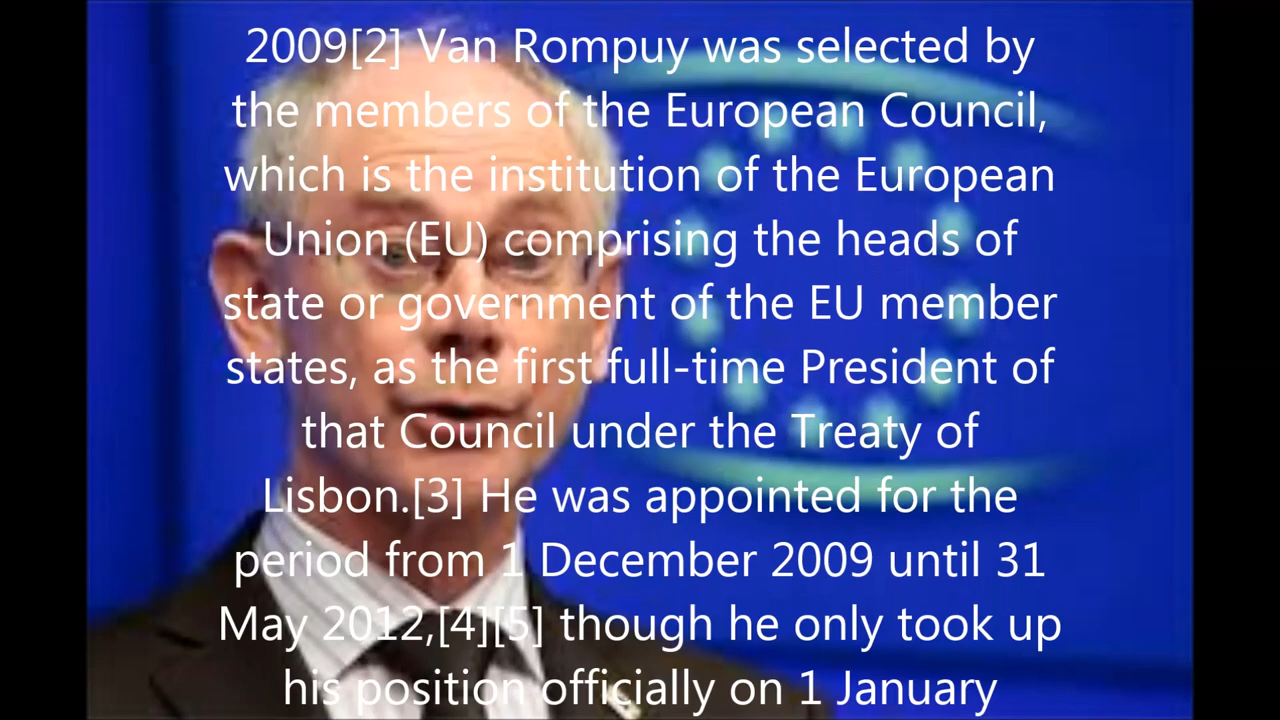 2009[2] Van Rompuy was selected by
the members of the European Council,
which is the institution of the European
Union (EU) comprising the heads of
state or government of the EU member
states, as the first full-time President of
that Council under the Treaty of
Lisbon.[3] He was appointed for the
period from 1 December 2009 until 31
May 2012,[4][5] though he only took up
his position officially on 1 January